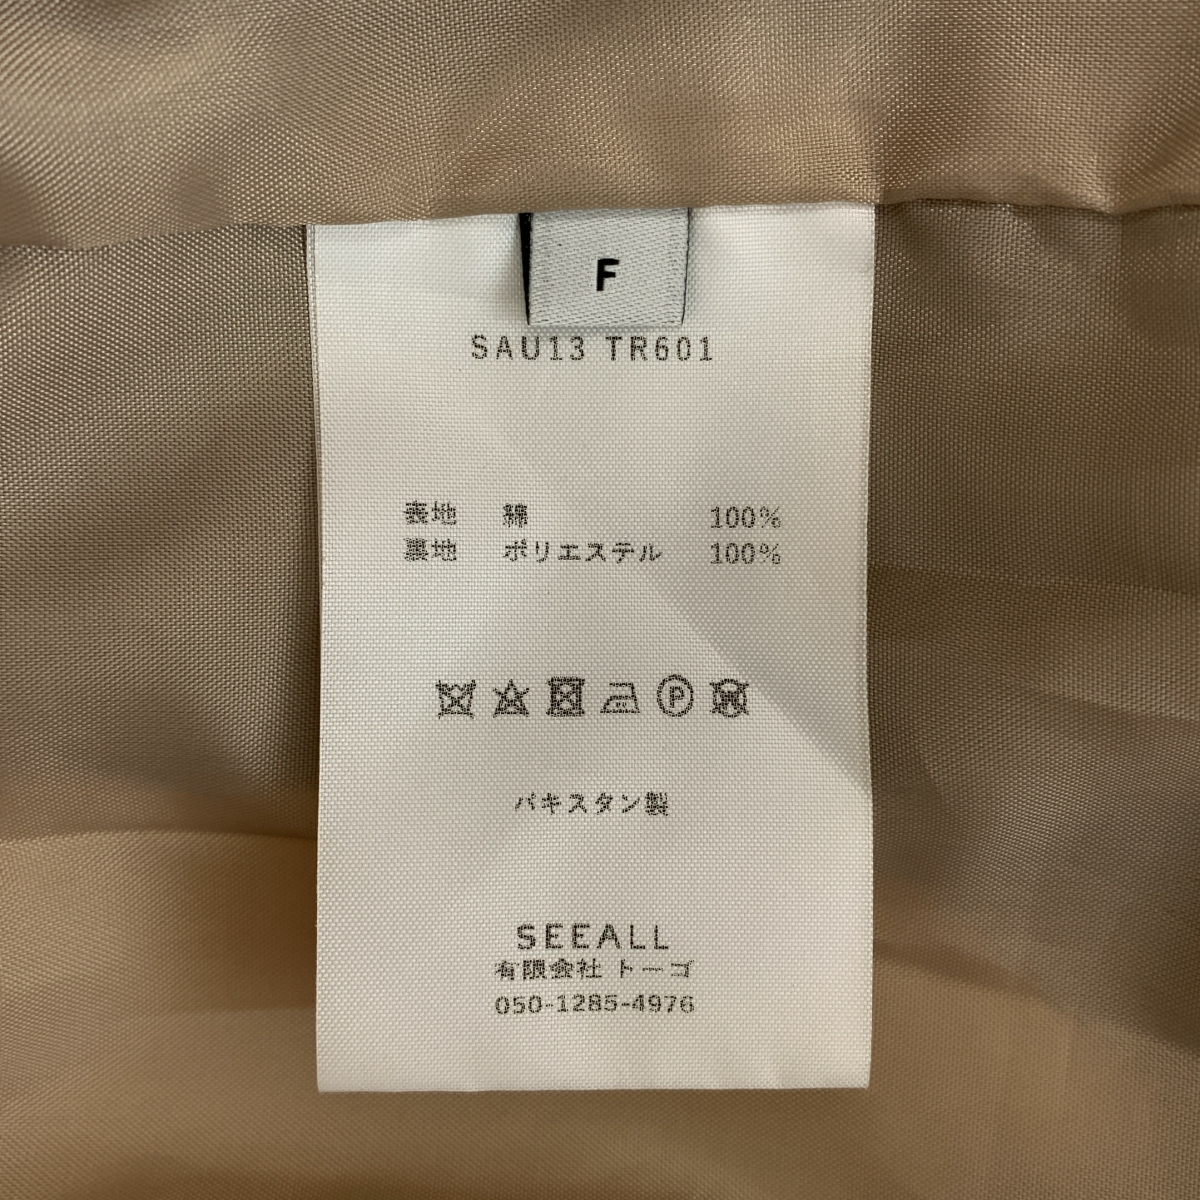 F
SAU13 TR601
表地 綿 100%
裏地 ポリエステル 100%
パキスタン製
SEEALL
有限会社 トーゴ
050-1285-4976